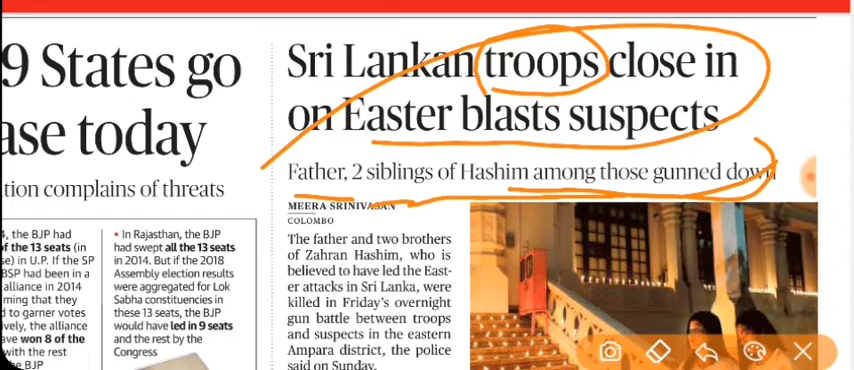 9 States go
ase today
tion complains of threats
4, the BJP had
of the 13 seats (in
se) in U.P. If the SP
BSP had been in a
alliance in 2014
ming that they
d to garner votes
ively, the alliance
ave won 8 of the
with the rest
he BJP
• In Rajasthan, the BJP
had swept all the 13 seats
in 2014. But if the 2018
Assembly election results
were aggregated for Lok
Sabha constituencies in
these 13 seats, the BJP
would have led in 9 seats
and the rest by the
Congress
Sri Lankan troops close in
on Easter blasts suspects
Father, 2 siblings of Hashim among those gunned down
MEERA SRINIVASAN
COLOMBO
The father and two brothers
of Zahran Hashim, who is
believed to have led the East-
er attacks in Sri Lanka, were
killed in Friday's overnight
gun battle between troops
and suspects in the eastern
Ampara district, the police
said on Sunday.